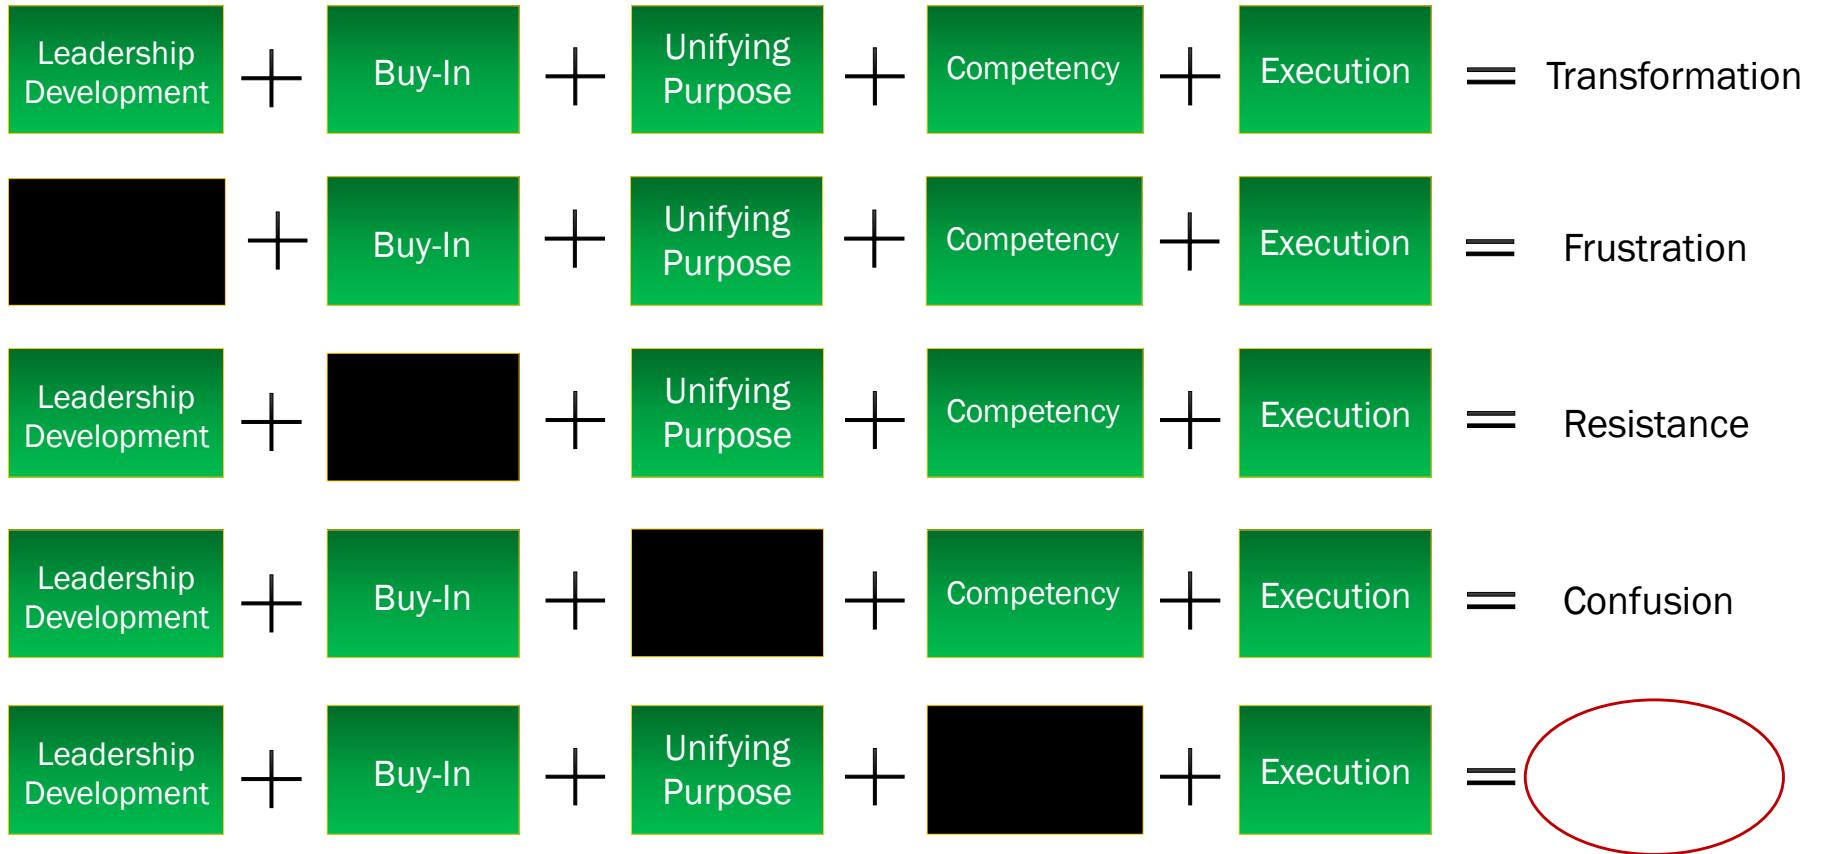 Leadership
Development + Buy-In + Unifying
Purpose + Competency + Execution = Transformation
+ Buy-In + Unifying
Purpose + Competency + Execution = Frustration
Leadership
Development + + Unifying
Purpose + Competency + Execution = Resistance
Leadership
Development + Buy-In + + Competency + Execution = Confusion
Leadership
Development + Buy-In + Unifying
Purpose + + Execution =